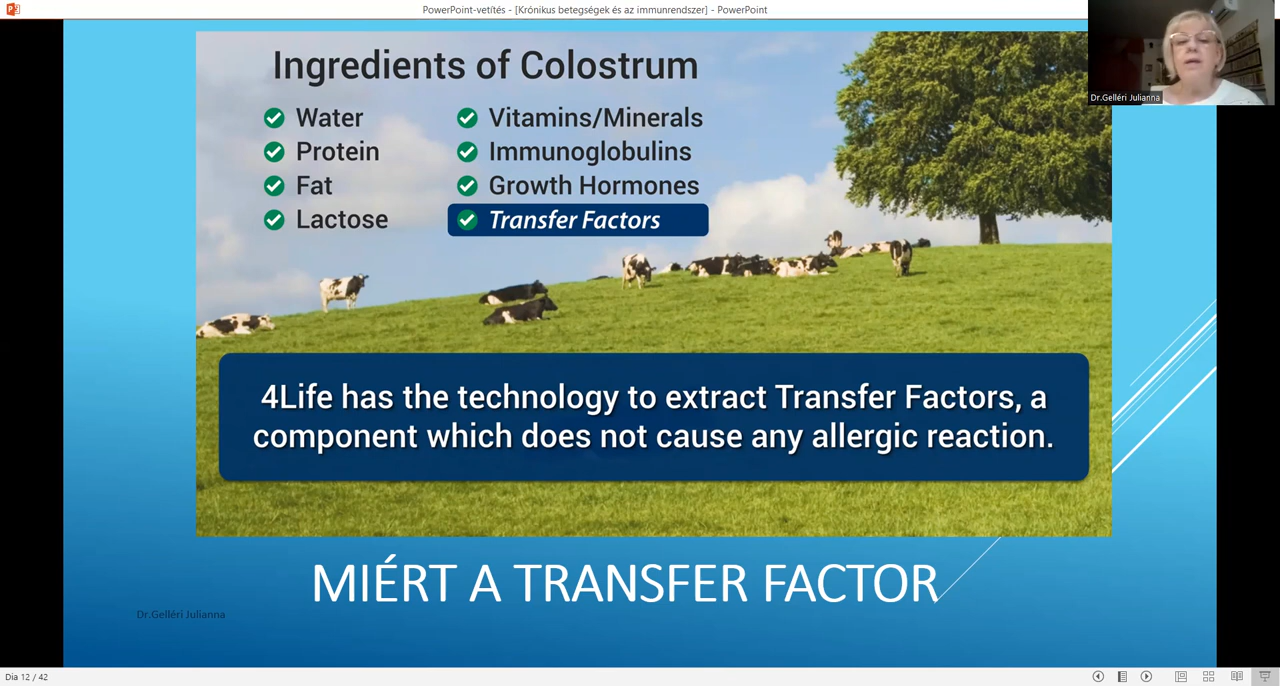 PowerPoint-vetítés - [Krónikus betegségek és az immunrendszer] - PowerPoint
Dr.Gelléri Julianna
Ingredients of Colostrum
Water
Protein
Fat
Lactose
Vitamins/Minerals
Immunoglobulins
Growth Hormones
Transfer Factors
4Life has the technology to extract Transfer Factors, a
component which does not cause any allergic reaction.
MIÉRT A TRANSFER FACTOR
Dr.Gelléri Julianna
Dia 12 / 42